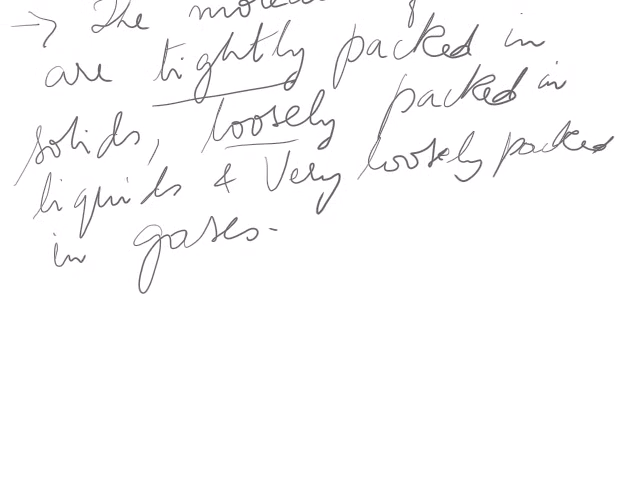 → The
are tightly packed in
solids, loosely packed in
liquids & Very loosely packed
in gases.